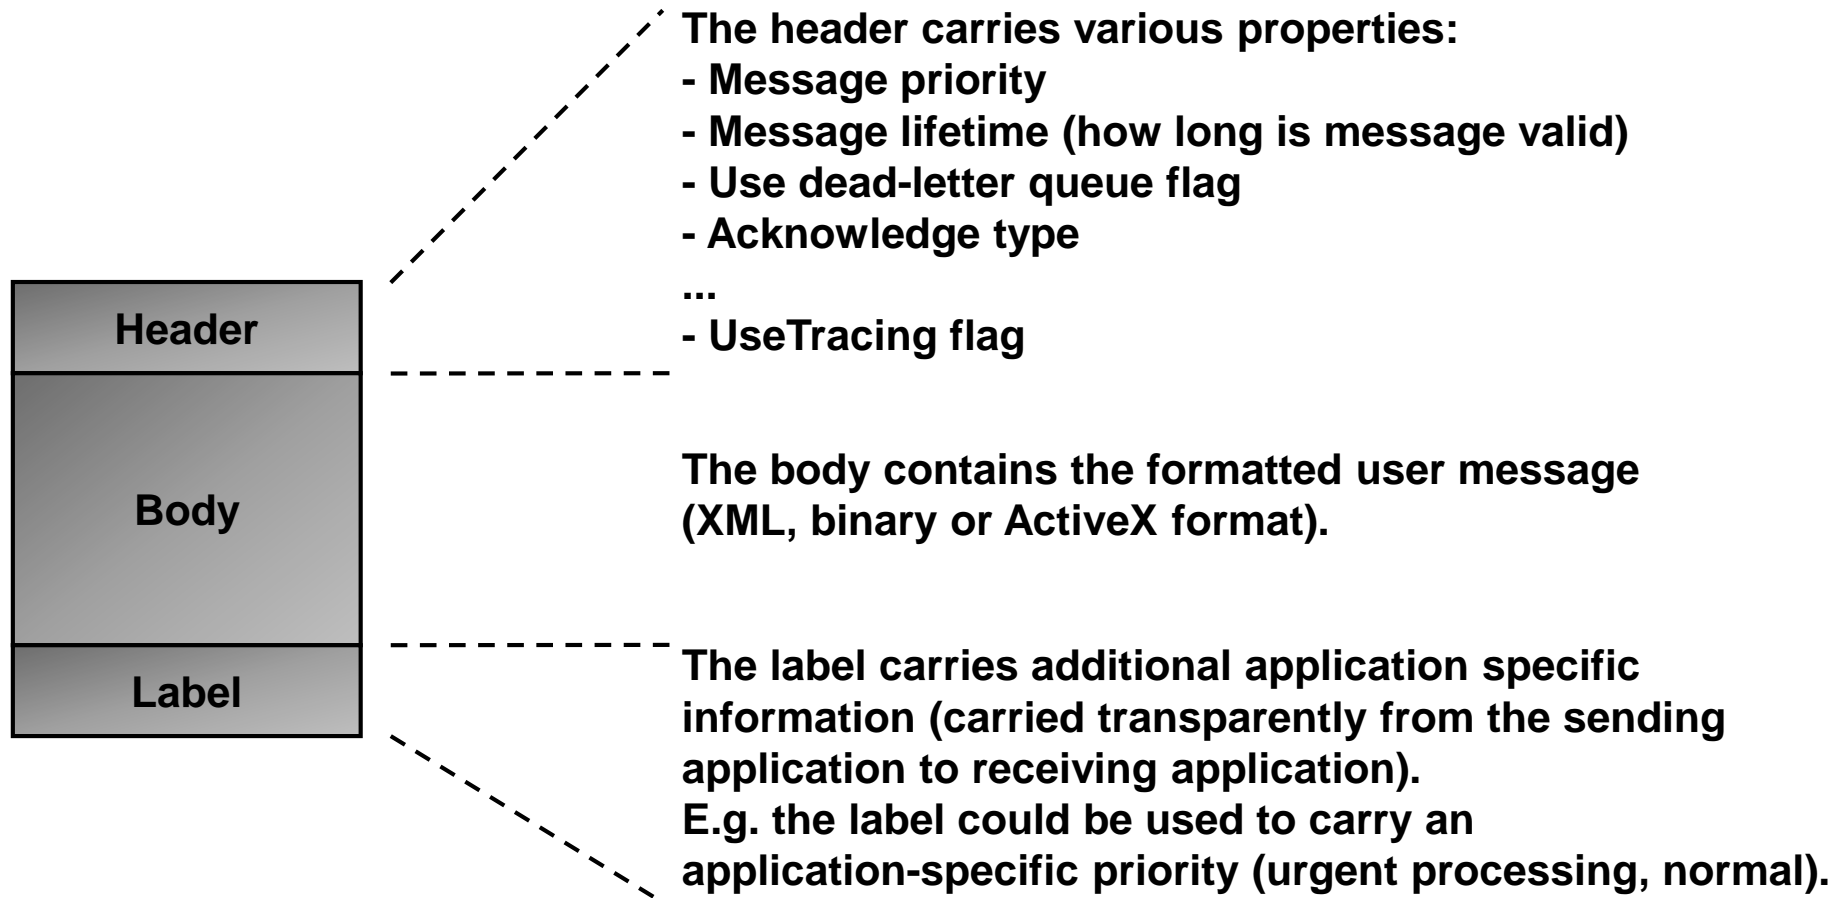 The header carries various properties:
- Message priority
- Message lifetime (how long is message valid)
- Use dead-letter queue flag
- Acknowledge type
...
- UseTracing flag
Header
Body
The body contains the formatted user message
(XML, binary or ActiveX format).
Label
The label carries additional application specific
information (carried transparently from the sending
application to receiving application).
E.g. the label could be used to carry an
application-specific priority (urgent processing, normal).